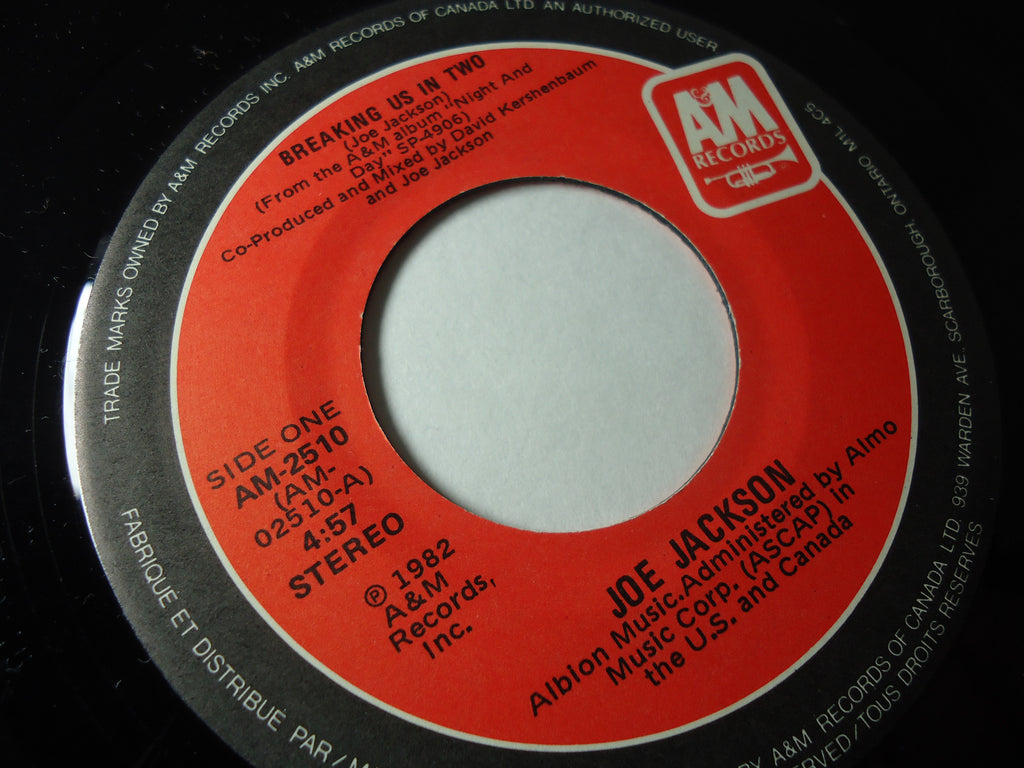 BREAKING US IN TWO
(Joe Jackson)
(From the A&M album "Night And
Day" SP-4906)
Co-Produced and Mixed by David Kershenbaum
and Joe Jackson
A&M
RECORDS
SIDE ONE
AM-2510
(AM-
02510-A)
4:57
STEREO
℗ 1982
A&M
Records,
Inc.
JOE JACKSON
Albion Music, Administered by Almo
Music Corp. (ASCAP) in
the U.S. and Canada
TRADE MARKS OWNED BY A&M RECORDS INC. A&M RECORDS OF CANADA LTD AN AUTHORIZED USER
FABRIQUE ET DISTRIBUÉ PAR/
BY A&M RECORDS OF CANADA LTD. 939 WARDEN AVE. SCARBOROUGH, ONTARIO M1L 4C5
/TOUS DROITS RESERVES